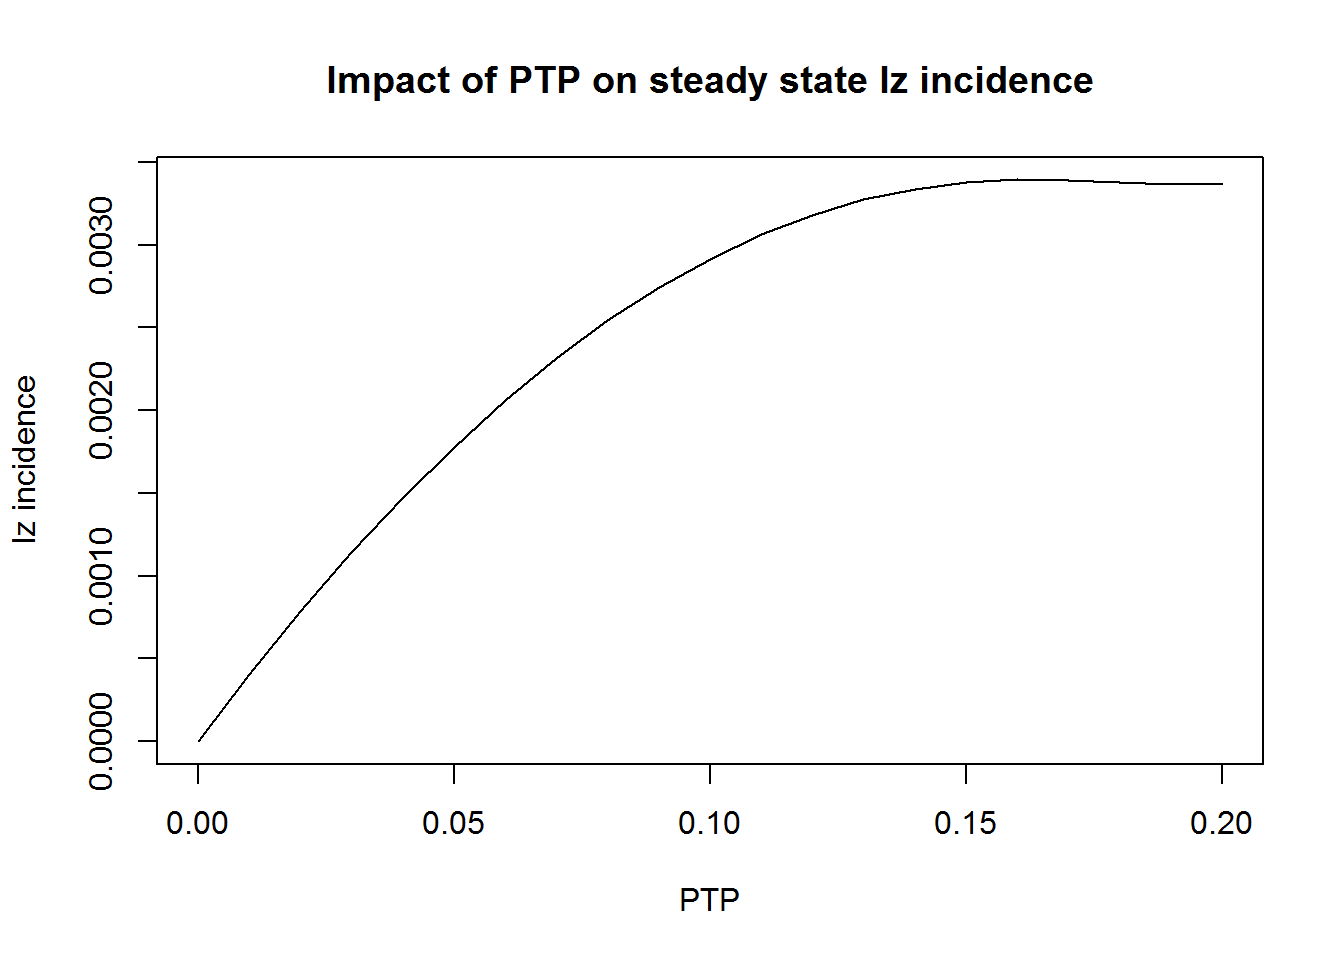 Impact of PTP on steady state Iz incidence
Iz incidence
0.0030
0.0020
0.0010
0.0000
0.00 0.05 0.10 0.15 0.20
PTP